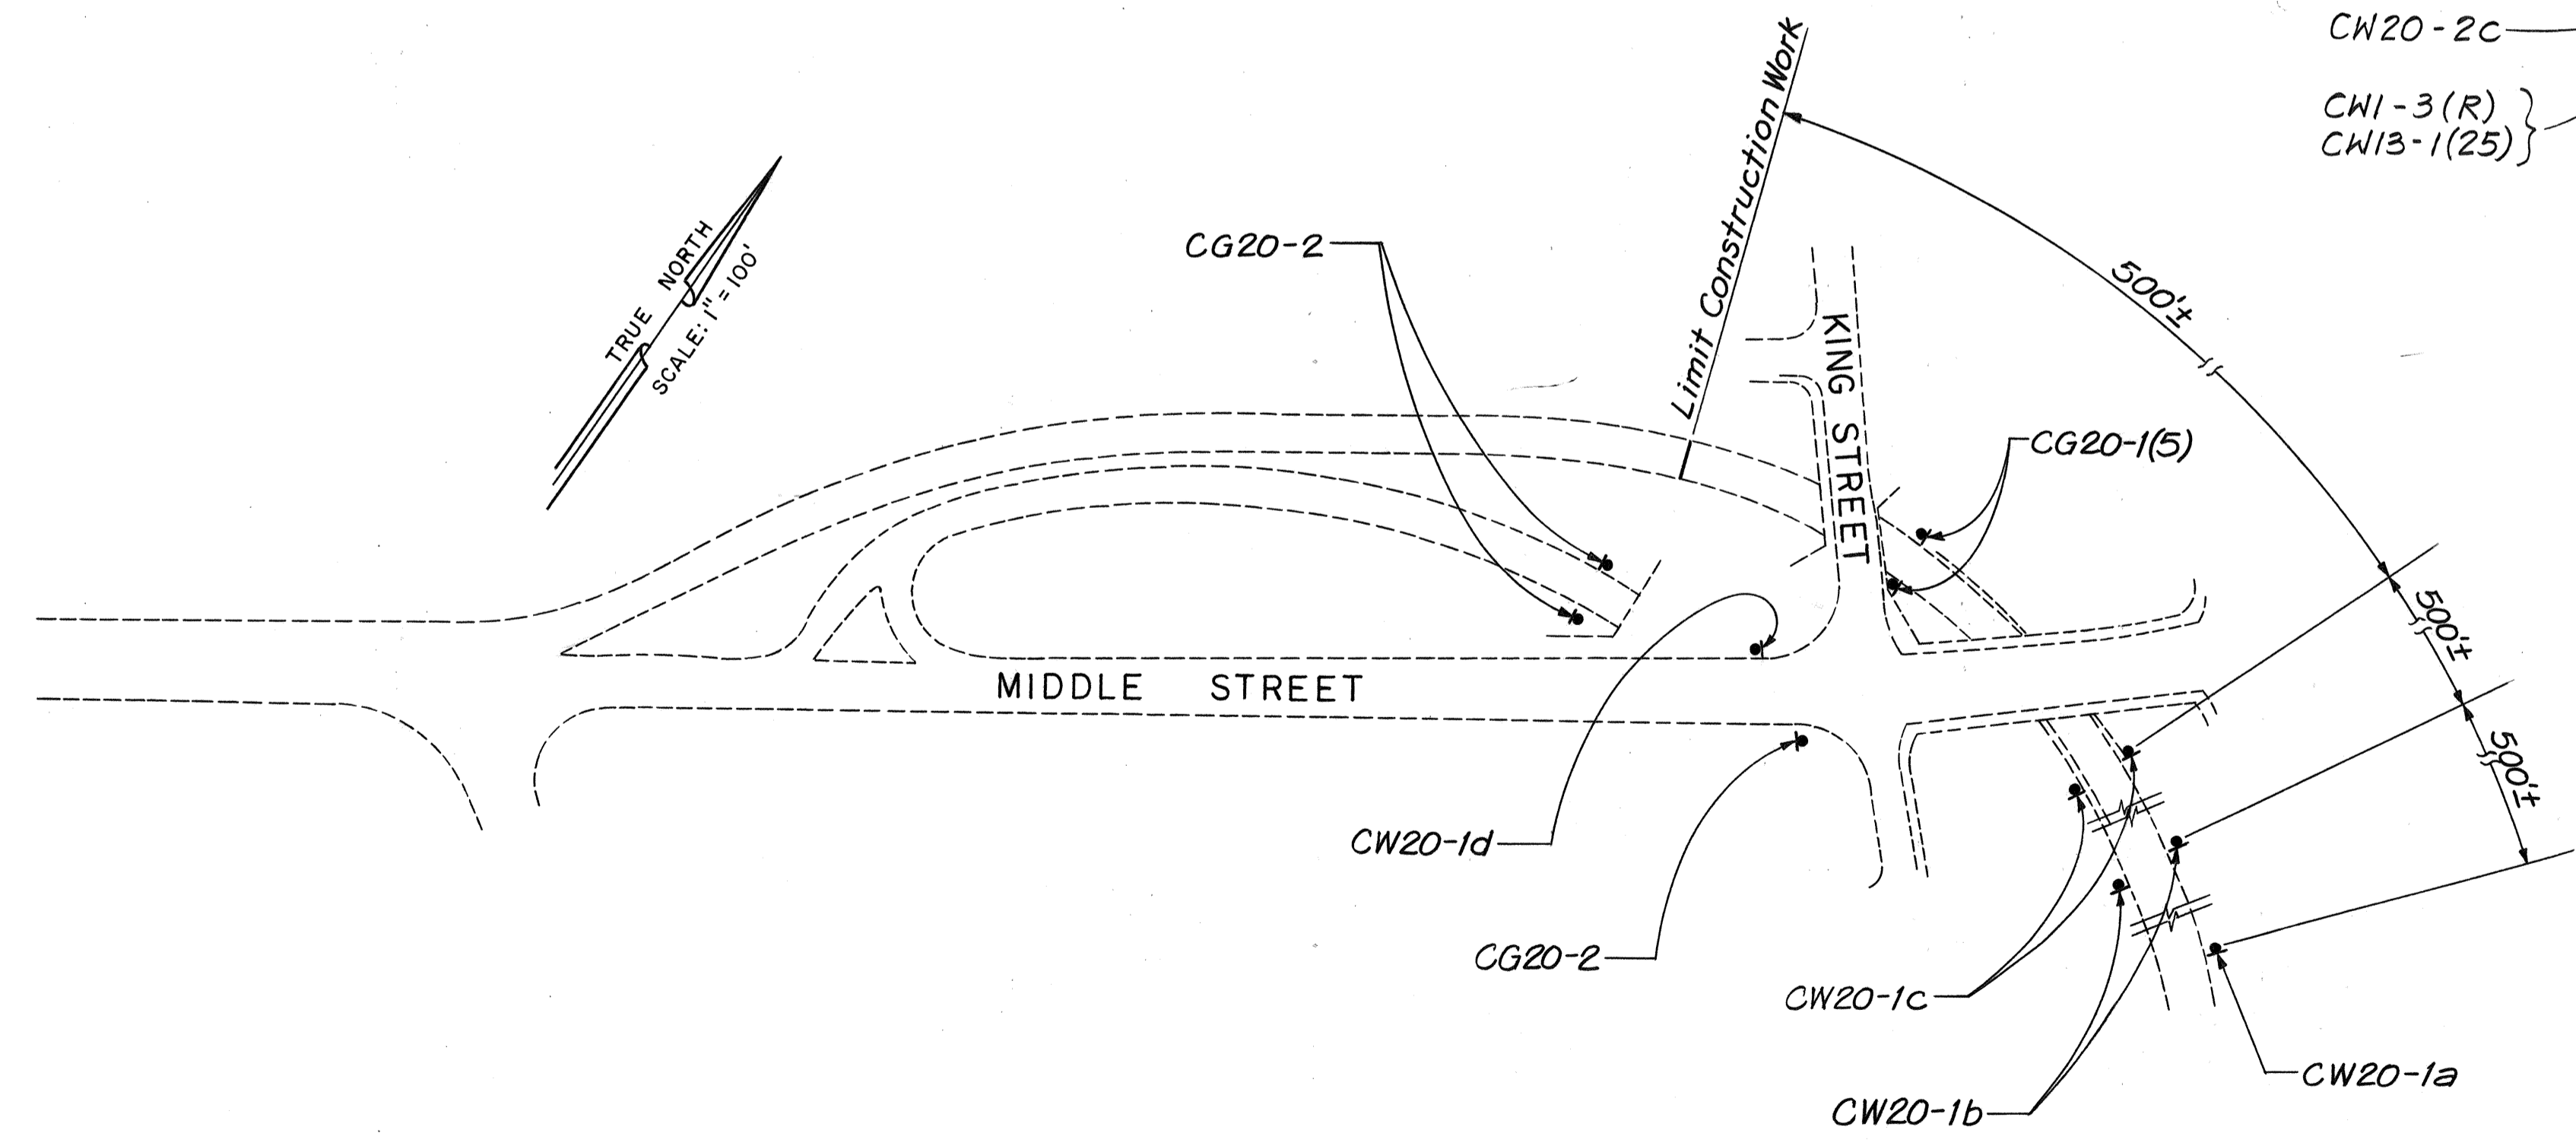 CW20-2c
CW1-3(R)
CW13-1(25)
Limit Construction Work
TRUE NORTH
SCALE: 1" = 100'
CG20-2
500'±
KING STREET
CG20-1(5)
500'±
MIDDLE STREET
500'±
CW20-1d
CG20-2
CW20-1c
CW20-1a
CW20-1b